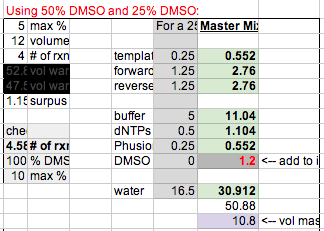 Using 50% DMSO and 25% DMSO:
5 max % For a 25 Master Mix
12 volume
4 # of rxn templat 0.25 0.552
52.8 vol war forward 1.25 2.76
47.5 vol war reverse 1.25 2.76
1.15 surpus
buffer 5 11.04
che dNTPs 0.5 1.104
4.58 # of rxn Phusio 0.25 0.552
100 % DMS DMSO 0 1.2 <-- add to i
10 max %
water 16.5 30.912
50.88
10.8 <-- vol mas